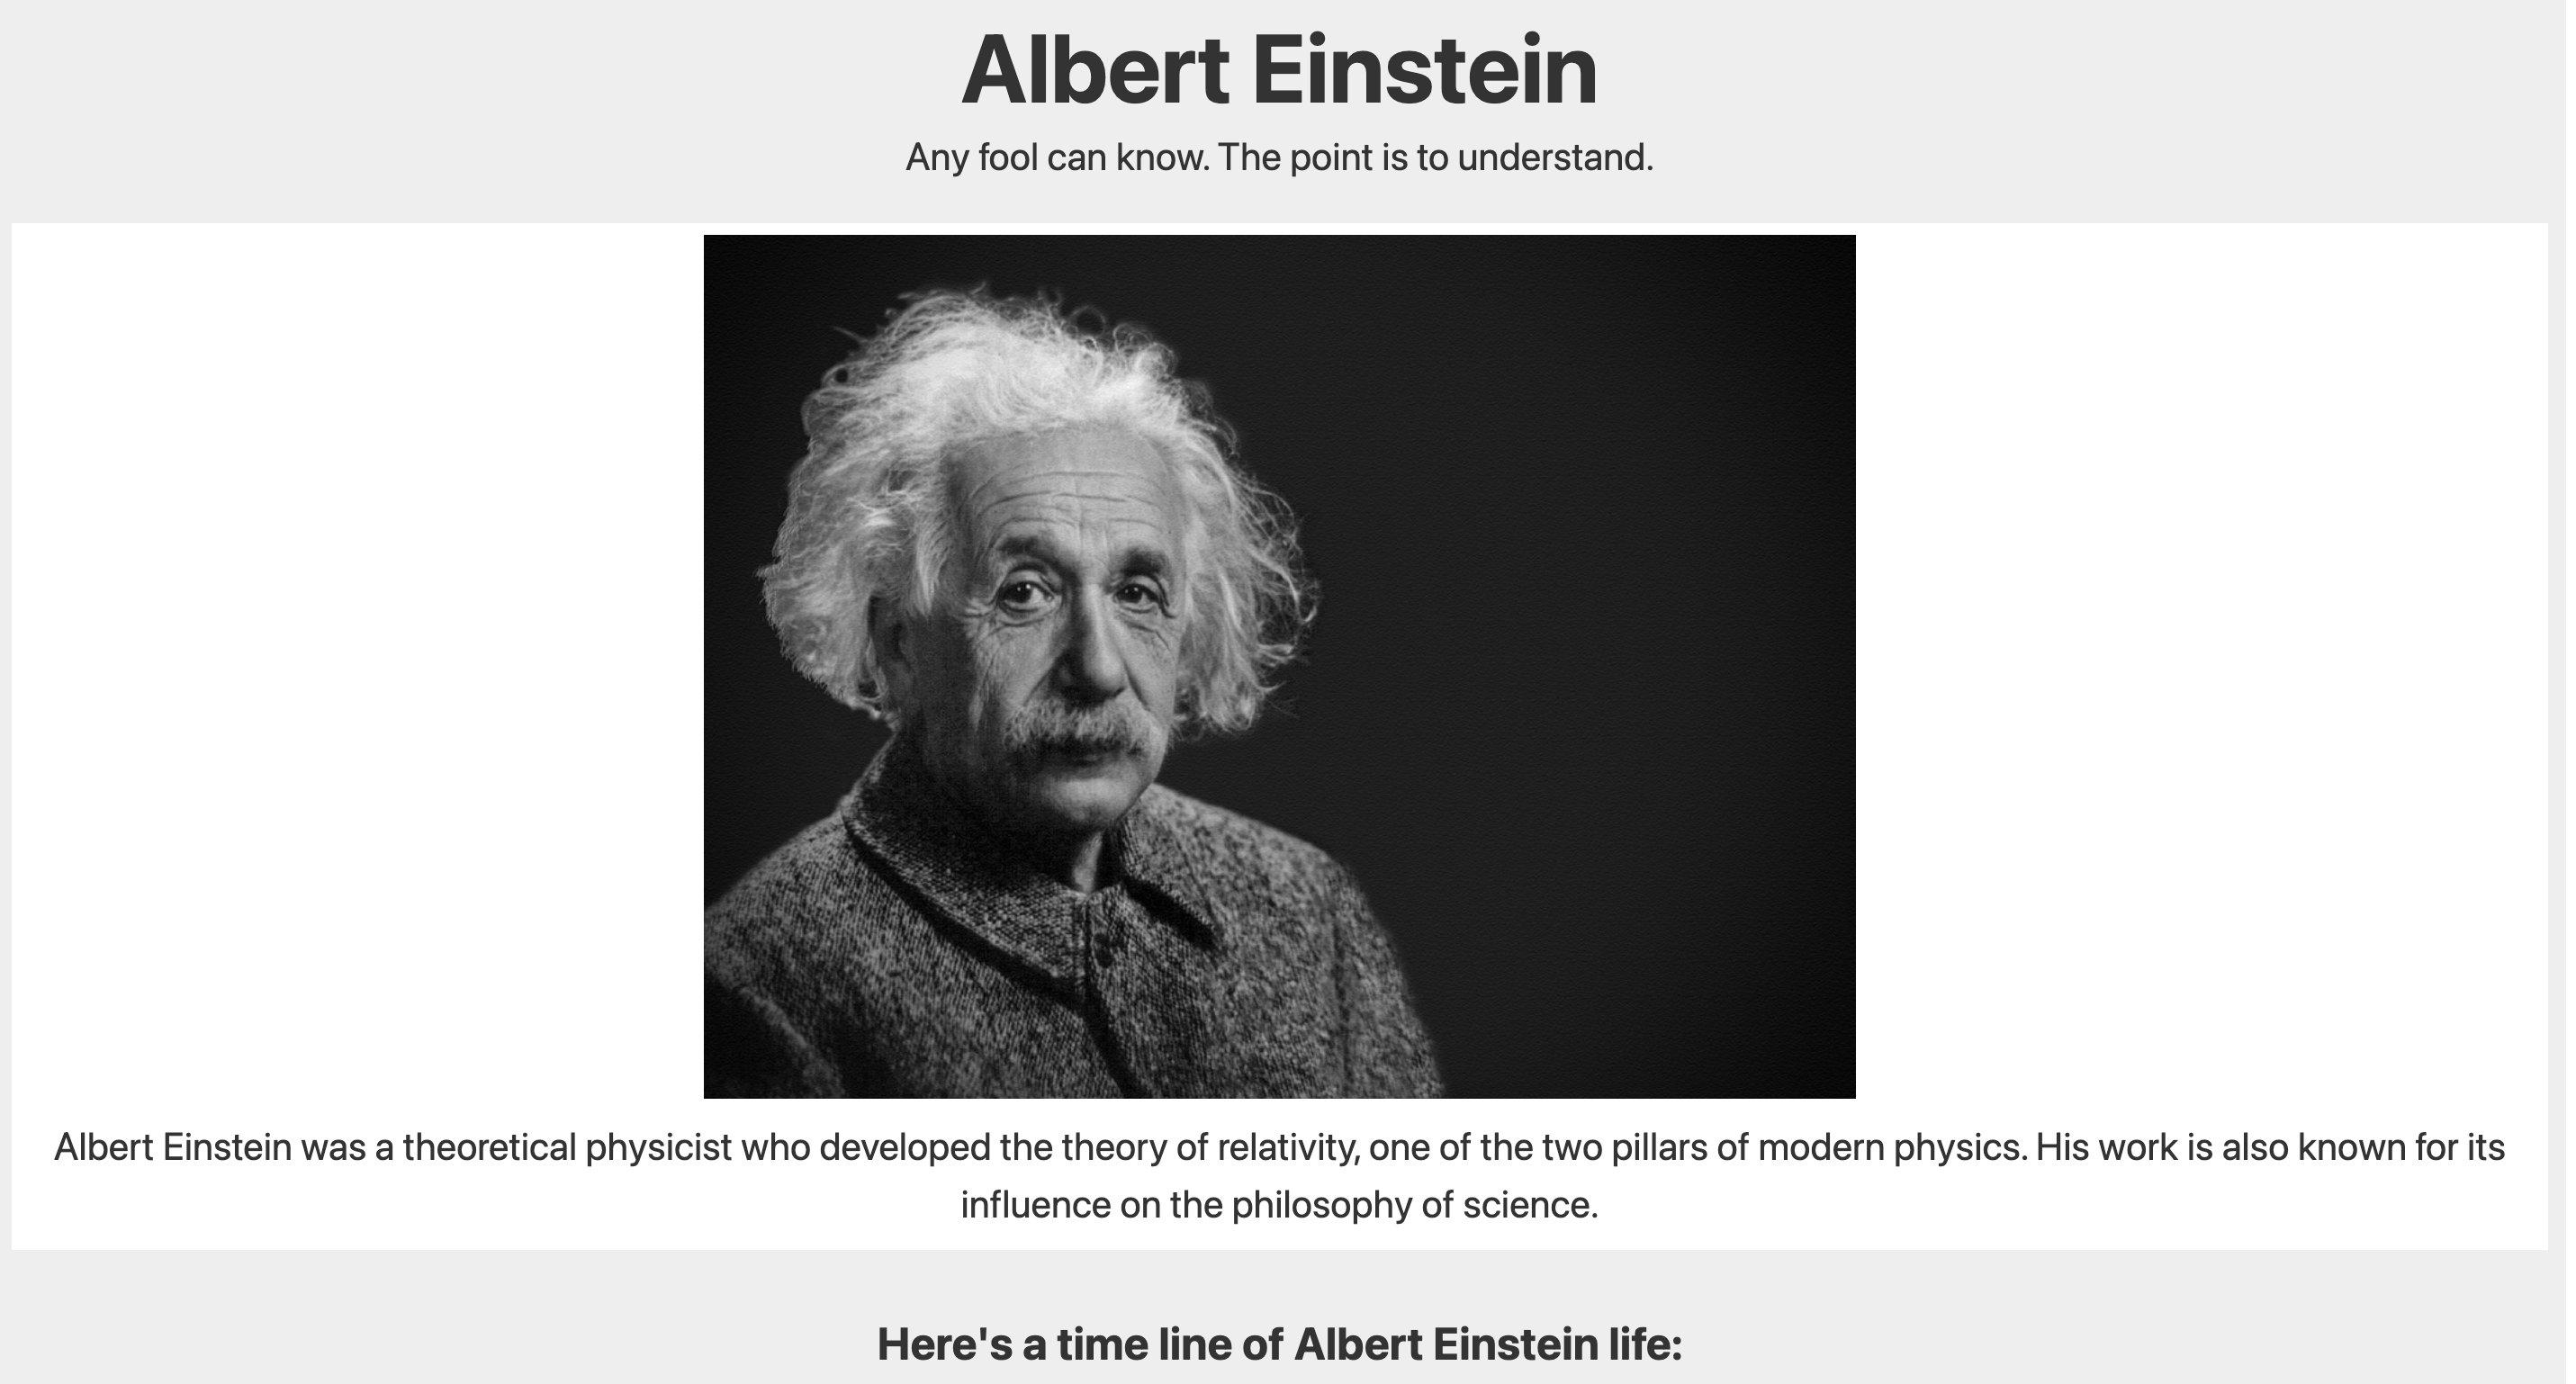 Albert Einstein
Any fool can know. The point is to understand.
Albert Einstein was a theoretical physicist who developed the theory of relativity, one of the two pillars of modern physics. His work is also known for its
influence on the philosophy of science.
Here's a time line of Albert Einstein life: